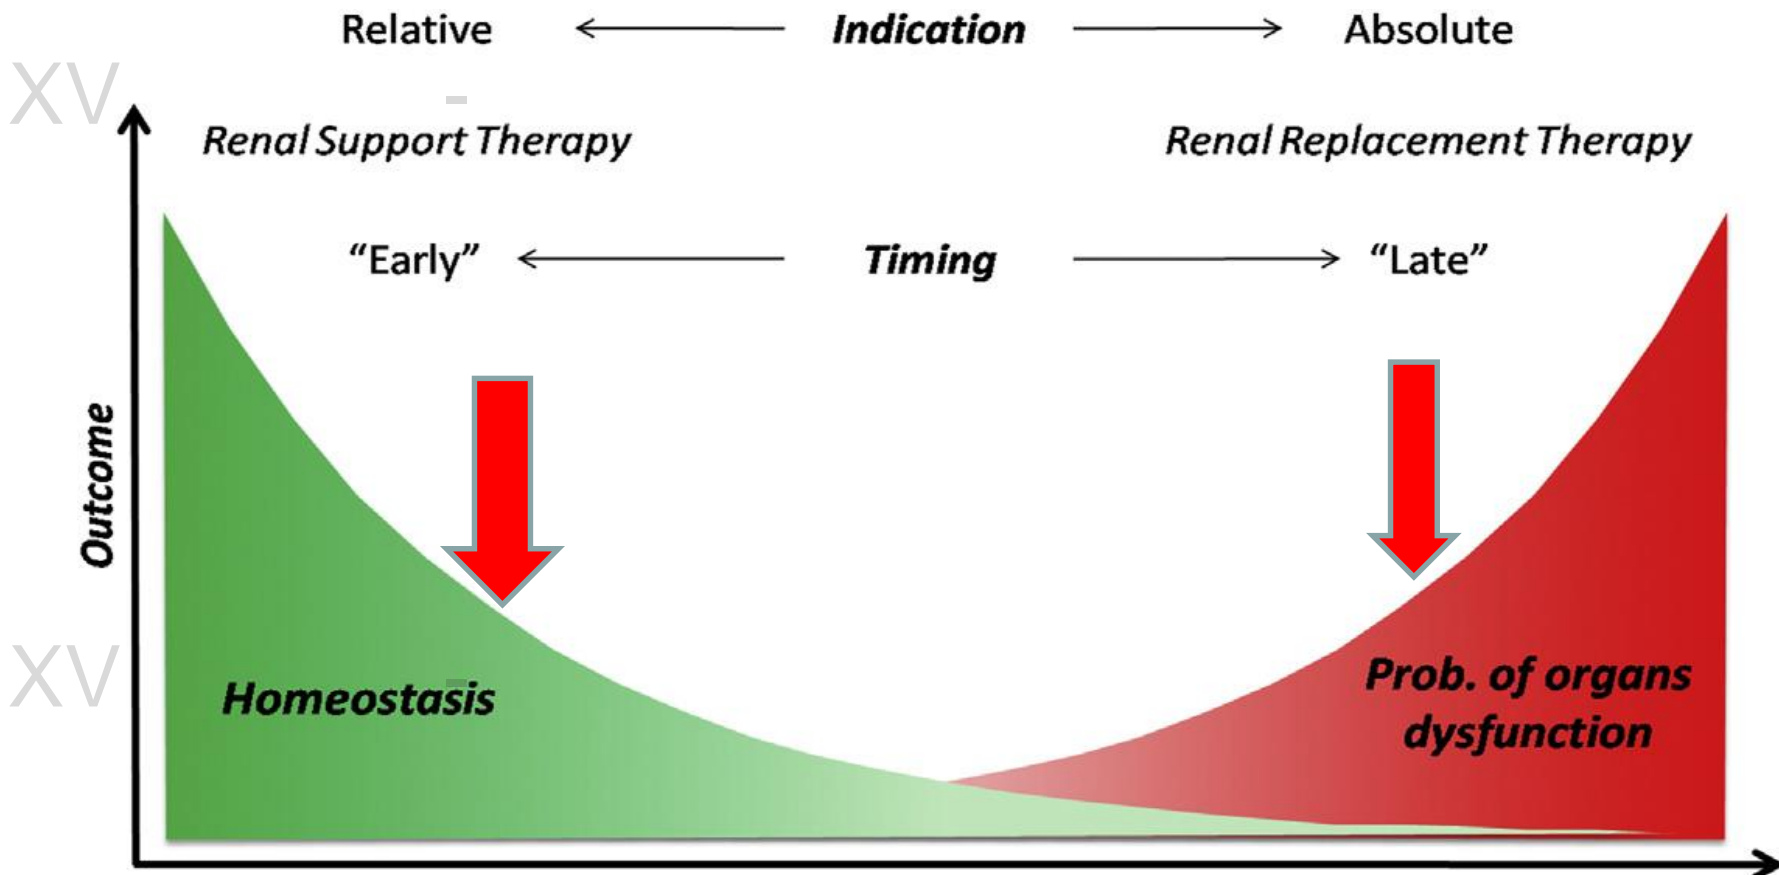 Relative Indication Absolute
XV -
Renal Support Therapy Renal Replacement Therapy
“Early” Timing “Late”
Outcome
XV -
Homeostasis
Prob. of organs
dysfunction